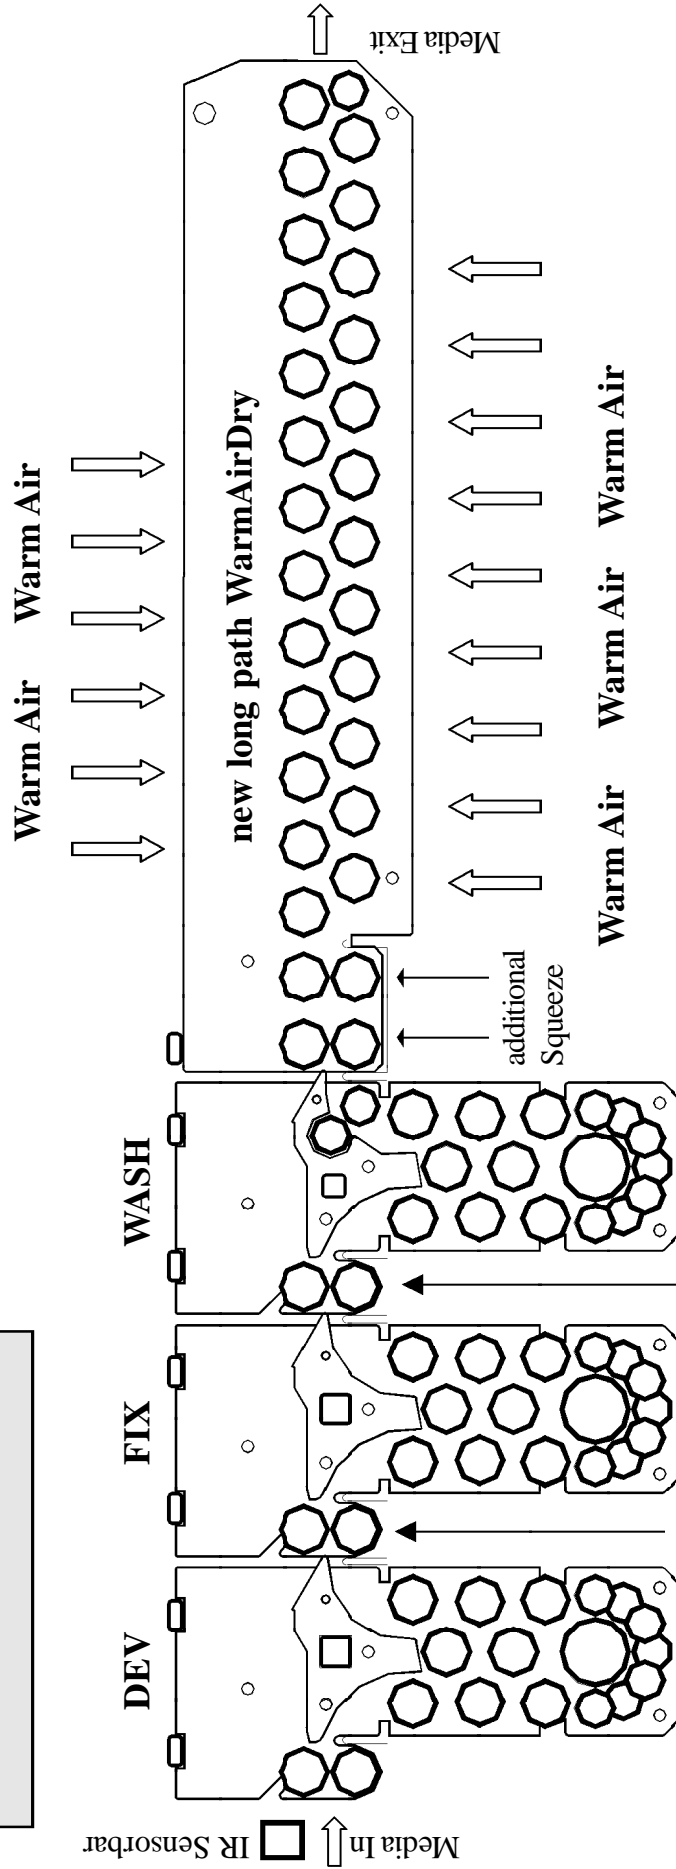 Warm Air
Warm Air
new long path WarmAirDry
Media Exit
Warm Air
Warm Air
Warm Air
additional
Squeeze
DEV
FIX
WASH
IR Sensorbar
Media In